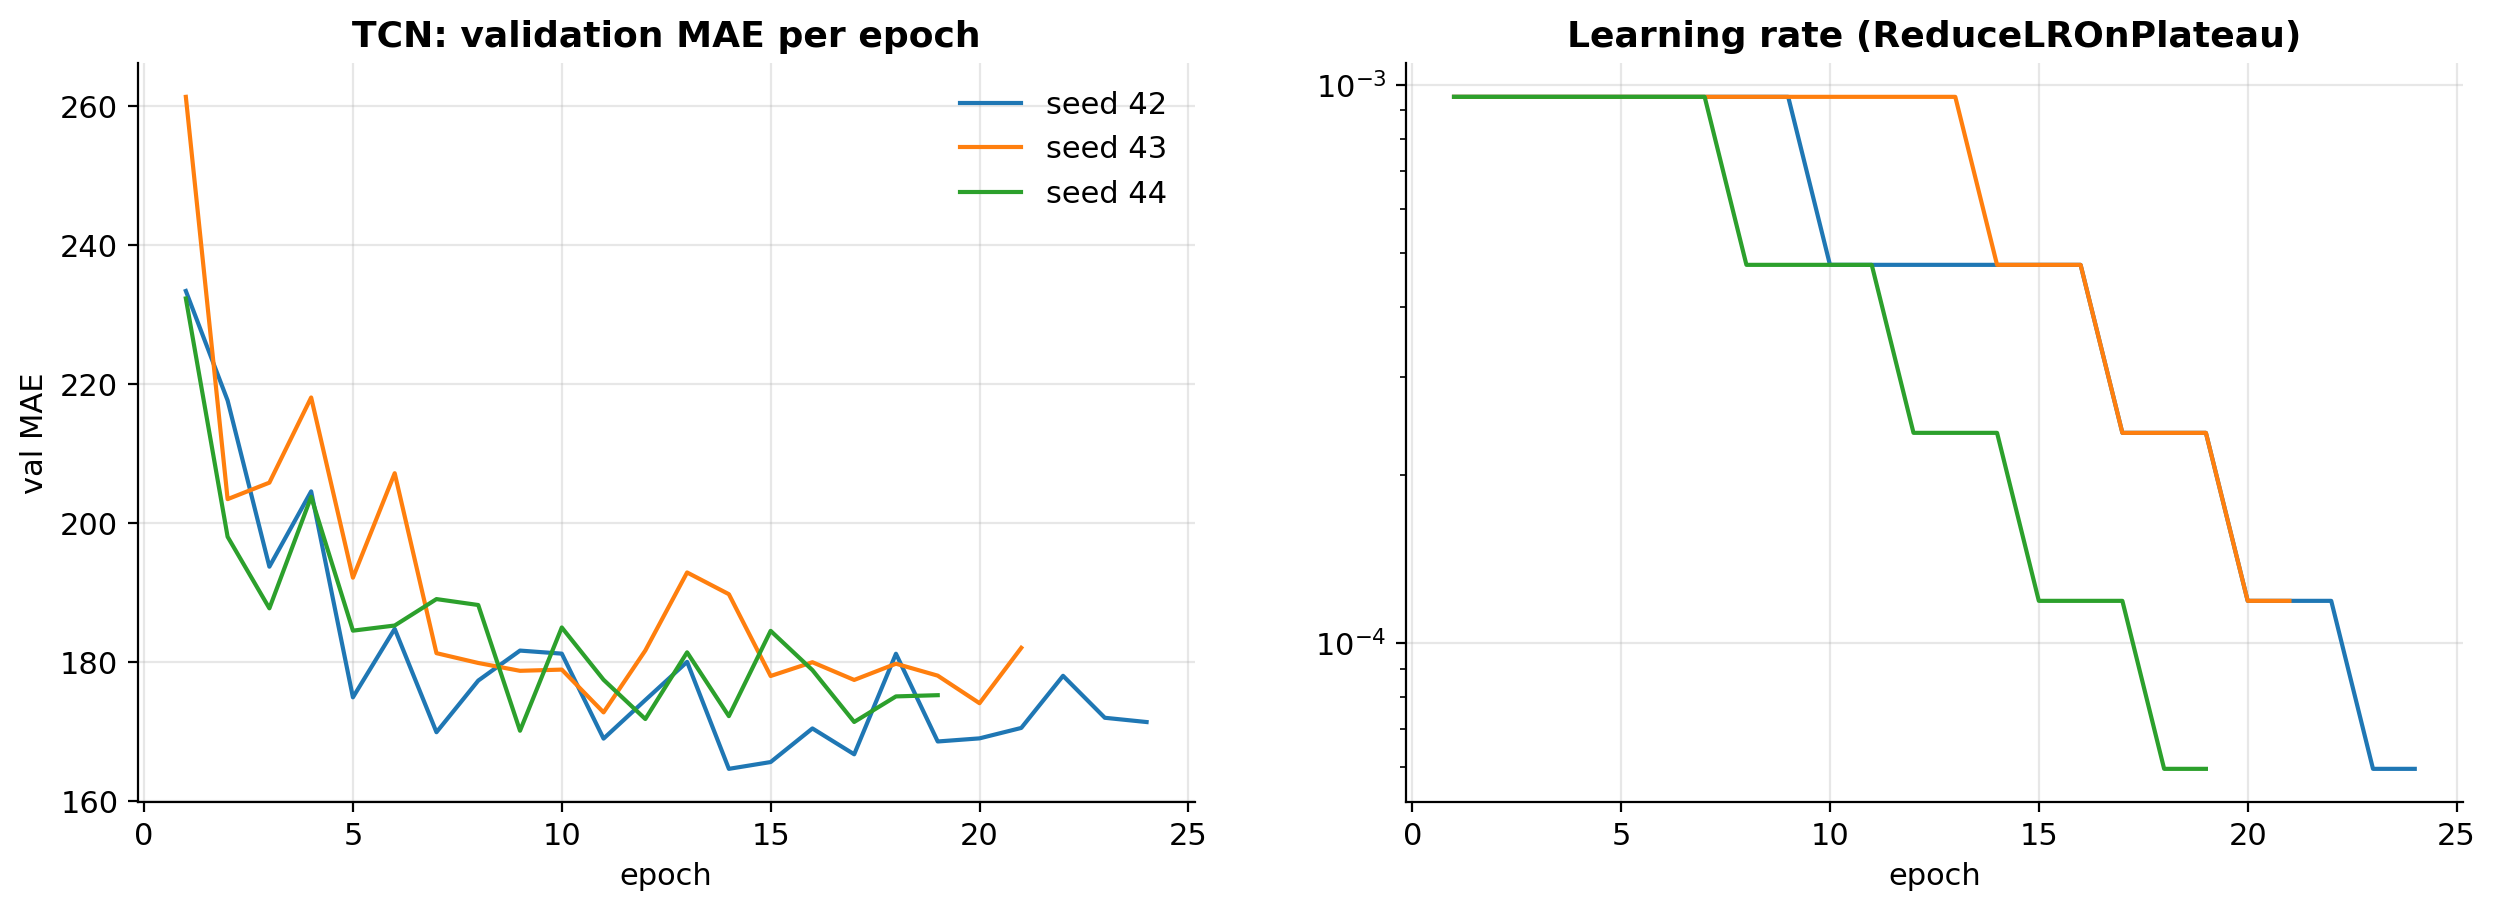 TCN: validation MAE per epoch
260
240
220
200
180
160
val MAE
0 5 10 15 20 25
epoch
seed 42
seed 43
seed 44
Learning rate (ReduceLROnPlateau)
10⁻³
10⁻⁴
0 5 10 15 20 25
epoch